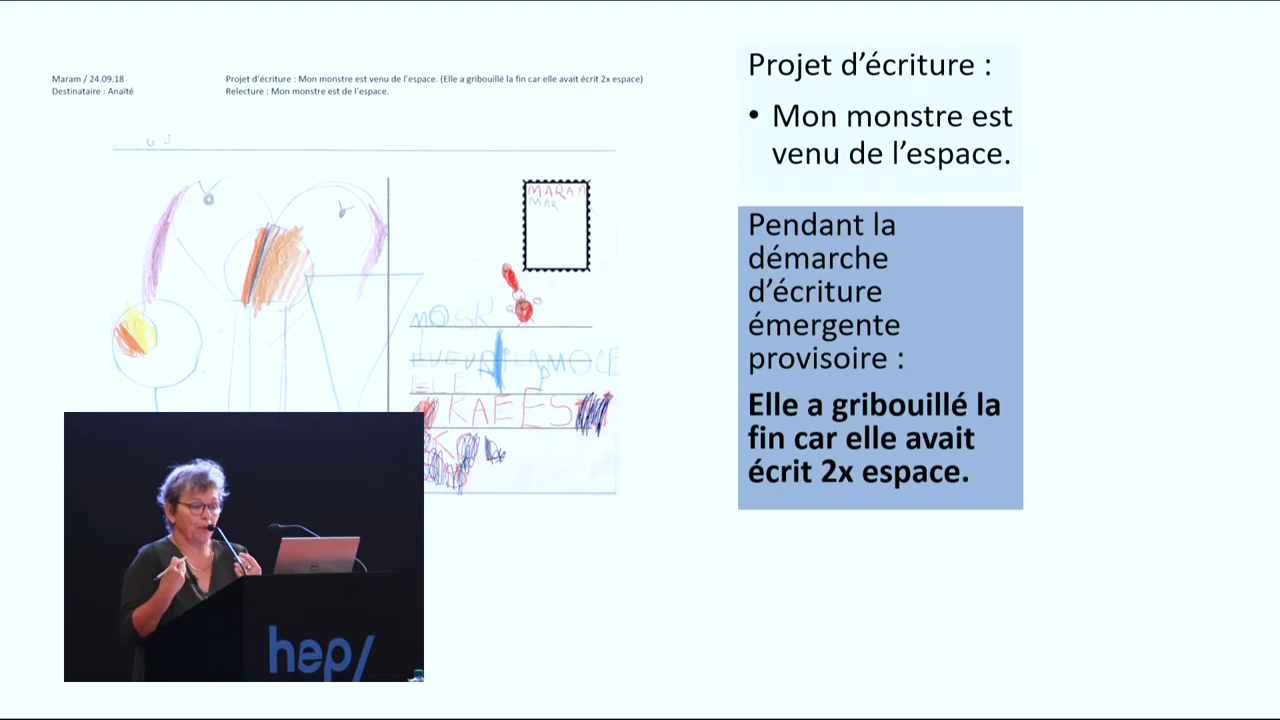 Maram / 24.09.18
Destinataire : Anaïté
Projet d'écriture : Mon monstre est venu de l'espace. (Elle a gribouillé la fin car elle avait écrit 2x espace)
Relecture : Mon monstre est de l'espace.
MARAM
MAR
MOSR
ELE
KAEES
Projet d'écriture :
• Mon monstre est
venu de l'espace.
Pendant la
démarche
d'écriture
émergente
provisoire :
Elle a gribouillé la
fin car elle avait
écrit 2x espace.
hep/